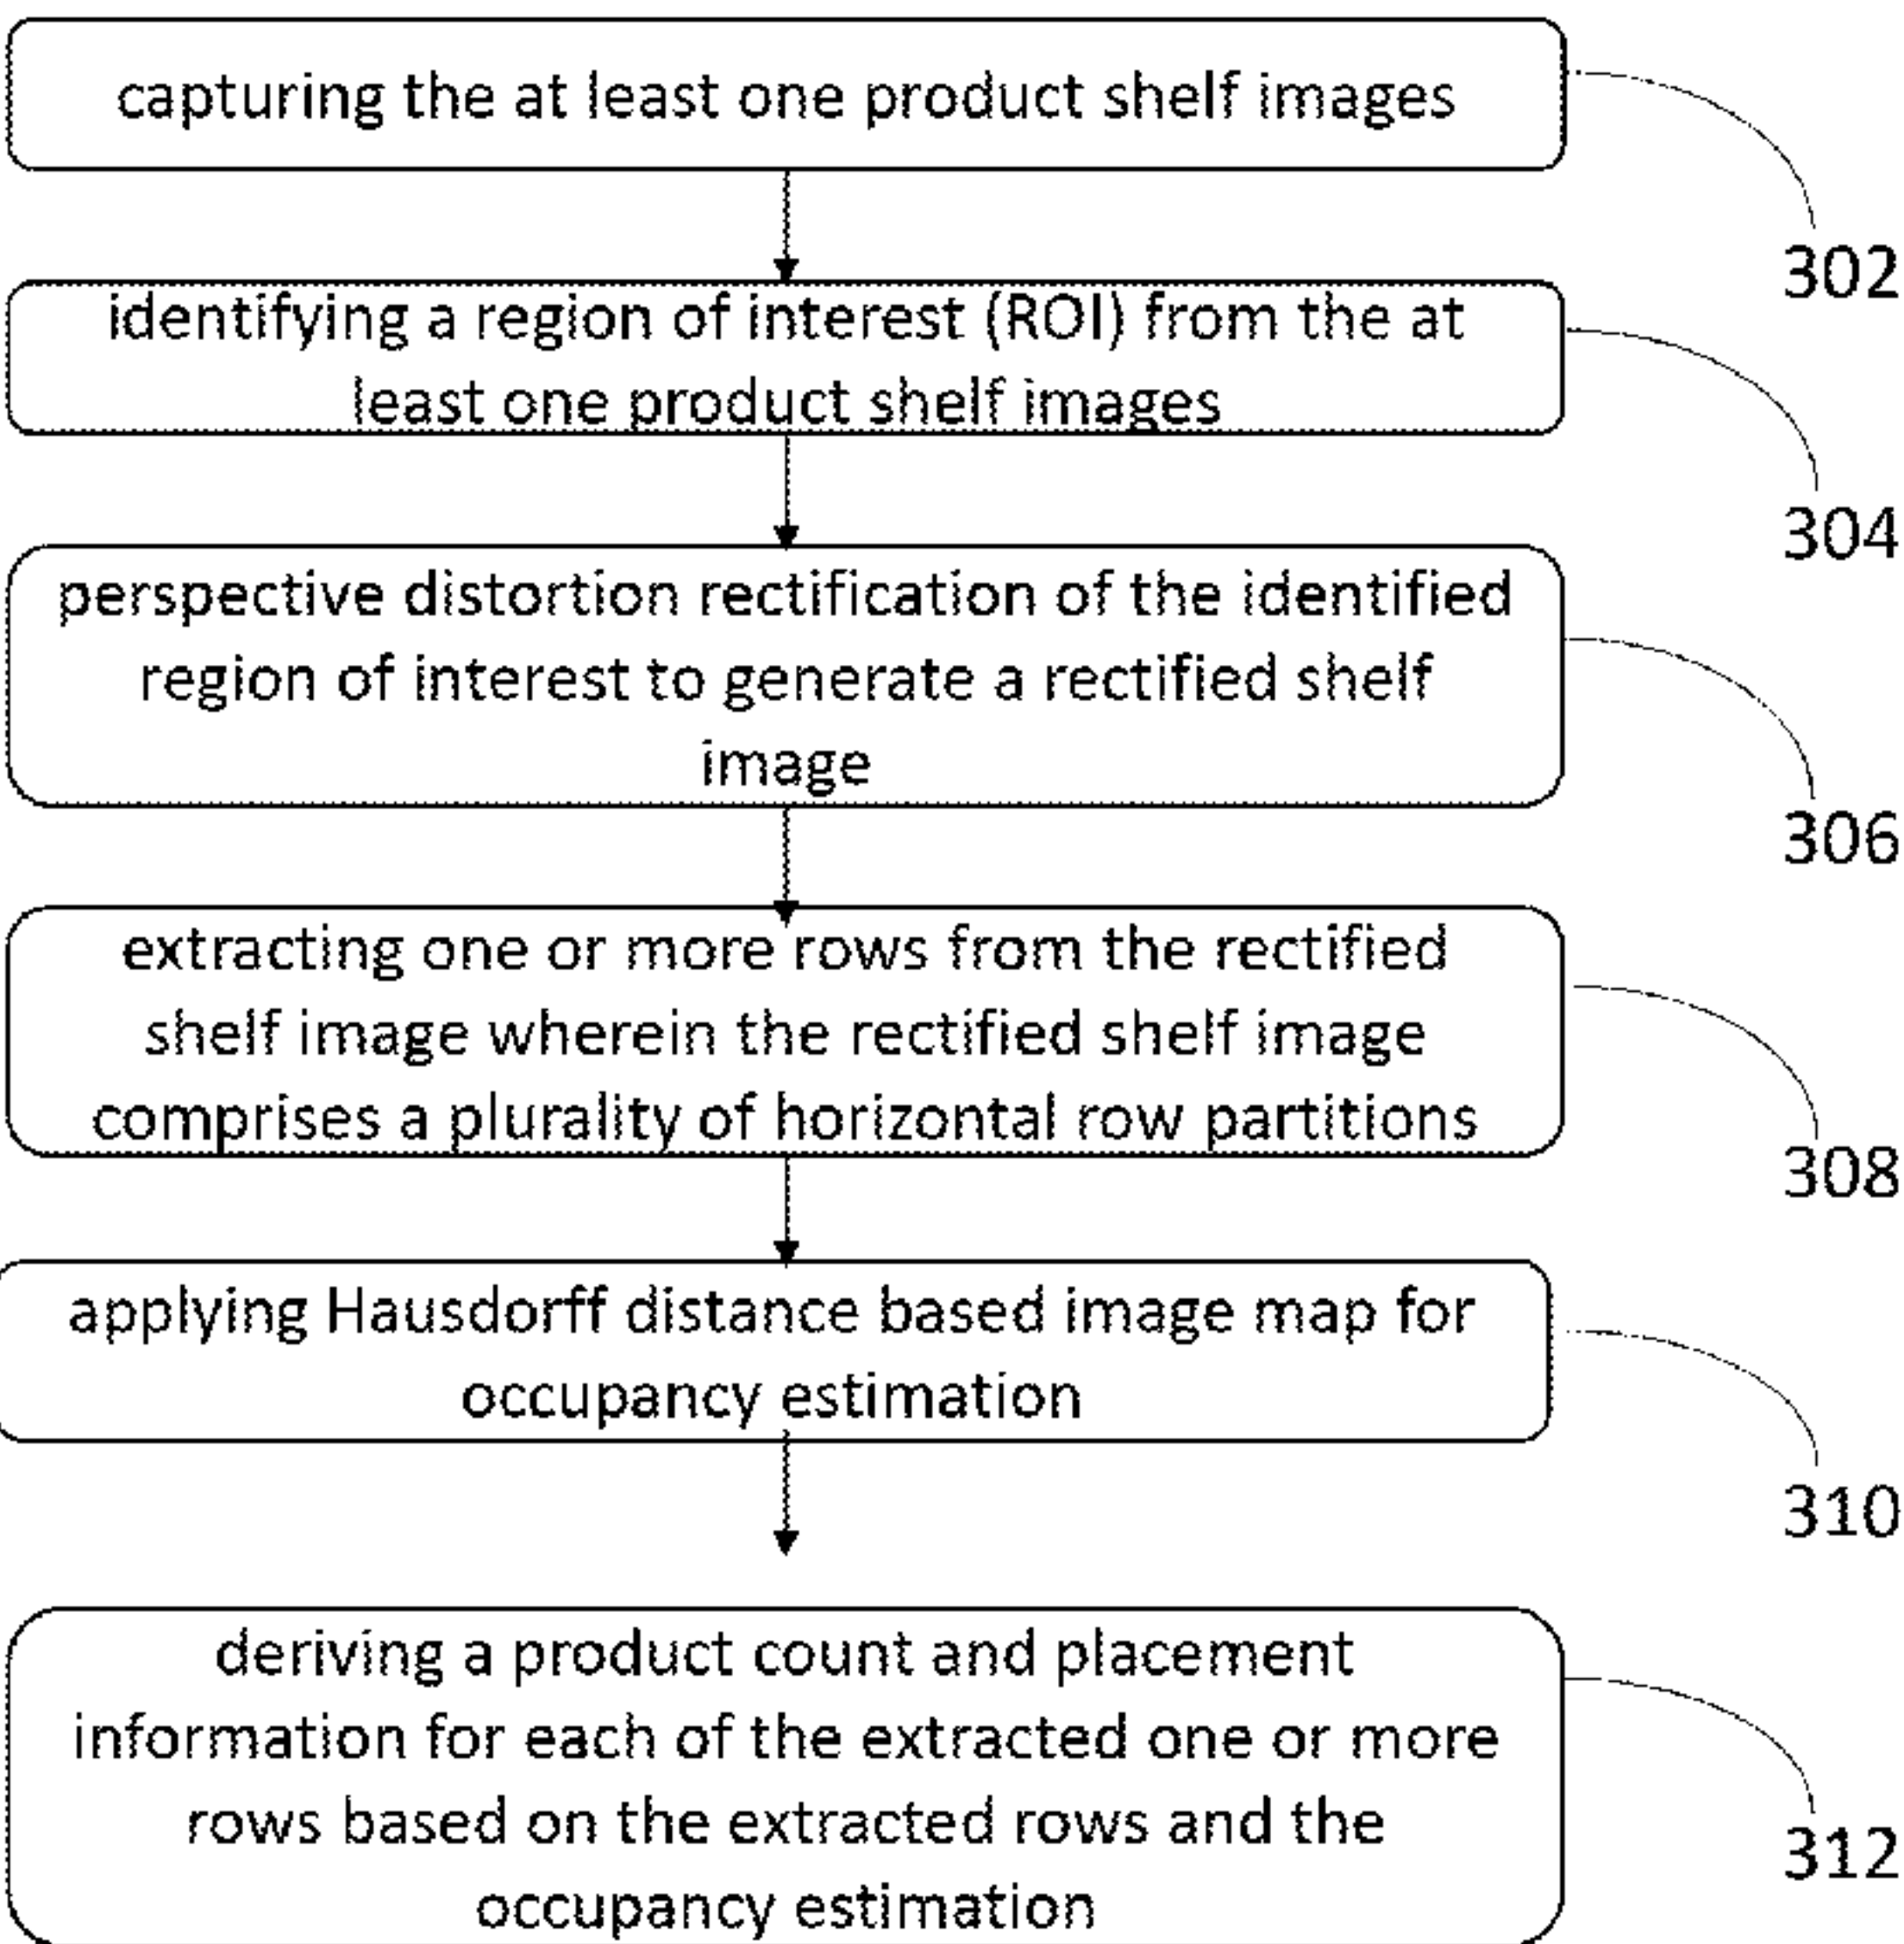 capturing the at least one product shelf images
302
identifying a region of interest (ROI) from the at
least one product shelf images
304
perspective distortion rectification of the identified
region of interest to generate a rectified shelf
image
306
extracting one or more rows from the rectified
shelf image wherein the rectified shelf image
comprises a plurality of horizontal row partitions
308
applying Hausdorff distance based image map for
occupancy estimation
310
deriving a product count and placement
information for each of the extracted one or more
rows based on the extracted rows and the
occupancy estimation
312